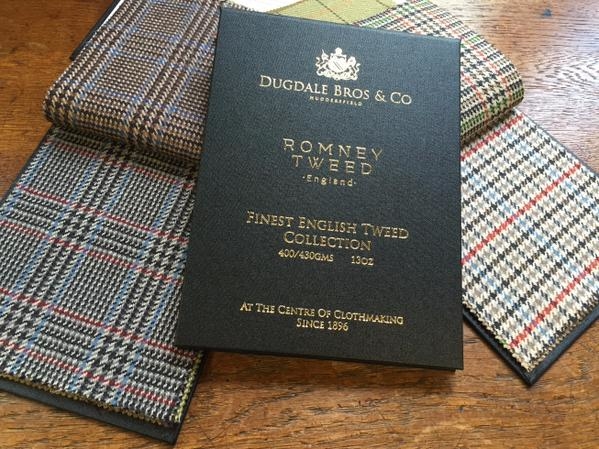 DUGDALE BROS & CO
HUDDERSFIELD
ROMNEY
TWEED
·England·
FINEST ENGLISH TWEED
COLLECTION
400/430GMS 13OZ
AT THE CENTRE OF CLOTHMAKING
SINCE 1896